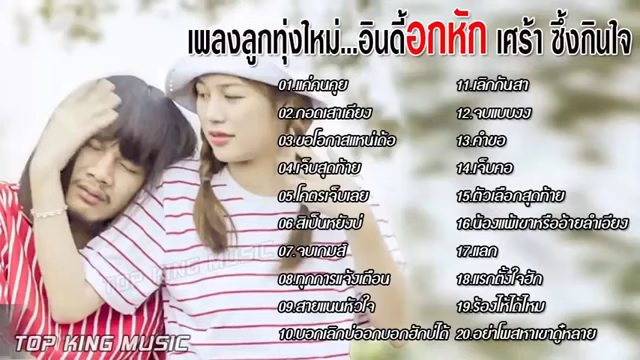 เพลงลูกทุ่งใหม่...อินดี้อกหัก เศร้า ซึ้งกินใจ
01.แค่คนคุย
02.กอดเสาเถียง
03.ขอโอกาสแหน่เด้อ
04.เจ็บสุดท้าย
05.โคตรเจ็บเลย
06.สิเป็นหยังบ่
07.จบเกมส์
08.ทุกการแจ้งเตือน
09.สายแนนหัวใจ
10.บอกเลิกบ่ออกบอกฮักบ่ได้
11.เลิกกันสา
12.จบแบบงง
13.คำขอ
14.เจ็บคอ
15.ตัวเลือกสุดท้าย
16.น้องแพ้เขาหรืออ้ายลำเอียง
17.แลก
18.แรกตั้งใจฮัก
19.ร้องไห้ได้ไหม
20.อย่าโพสหาเขาตู๋หลาย
TOP KING MUSIC
TOP KING MUSIC